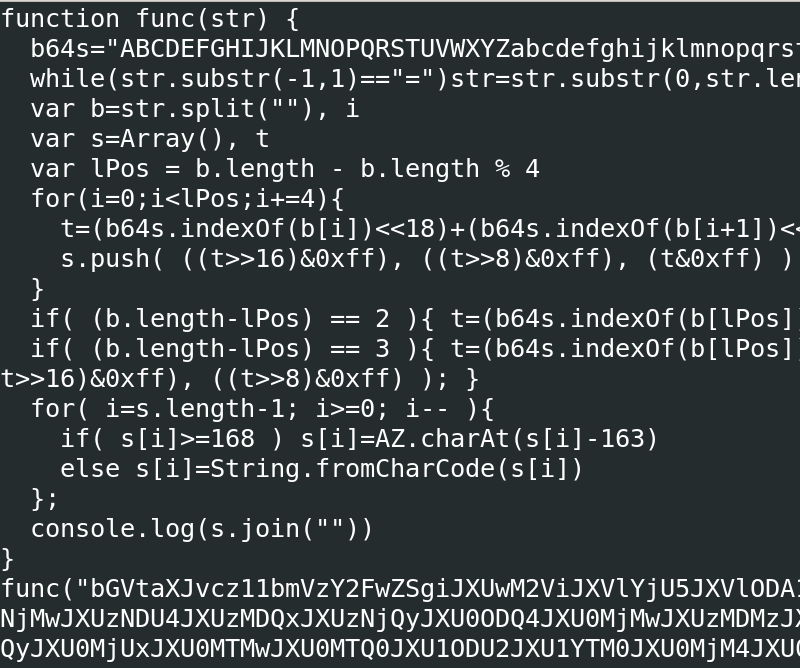 function func(str) {
  b64s="ABCDEFGHIJKLMNOPQRSTUVWXYZabcdefghijklmnopqrst
  while(str.substr(-1,1)=="=")str=str.substr(0,str.len
  var b=str.split(""), i
  var s=Array(), t
  var lPos = b.length - b.length % 4
  for(i=0;i<lPos;i+=4){
    t=(b64s.indexOf(b[i])<<18)+(b64s.indexOf(b[i+1])<<
    s.push( ((t>>16)&0xff), ((t>>8)&0xff), (t&0xff) )
  }
  if( (b.length-lPos) == 2 ){ t=(b64s.indexOf(b[lPos])
  if( (b.length-lPos) == 3 ){ t=(b64s.indexOf(b[lPos])
t>>16)&0xff), ((t>>8)&0xff) ); }
  for( i=s.length-1; i>=0; i-- ){
    if( s[i]>=168 ) s[i]=AZ.charAt(s[i]-163)
    else s[i]=String.fromCharCode(s[i])
  };
  console.log(s.join(""))
}
func("bGVtaXJvcz11bmVzY2FwZSgiJXUwM2ViJXVlYjU5JXVlODA1
NjMwJXUzNDU4JXUzMDQxJXUzNjQyJXU0ODQ4JXU0MjMwJXUzMDMzJX
QyJXU0MjUxJXU0MTMwJXU0MTQ0JXU1ODU2JXU1YTM0JXU0MjM4JXU0